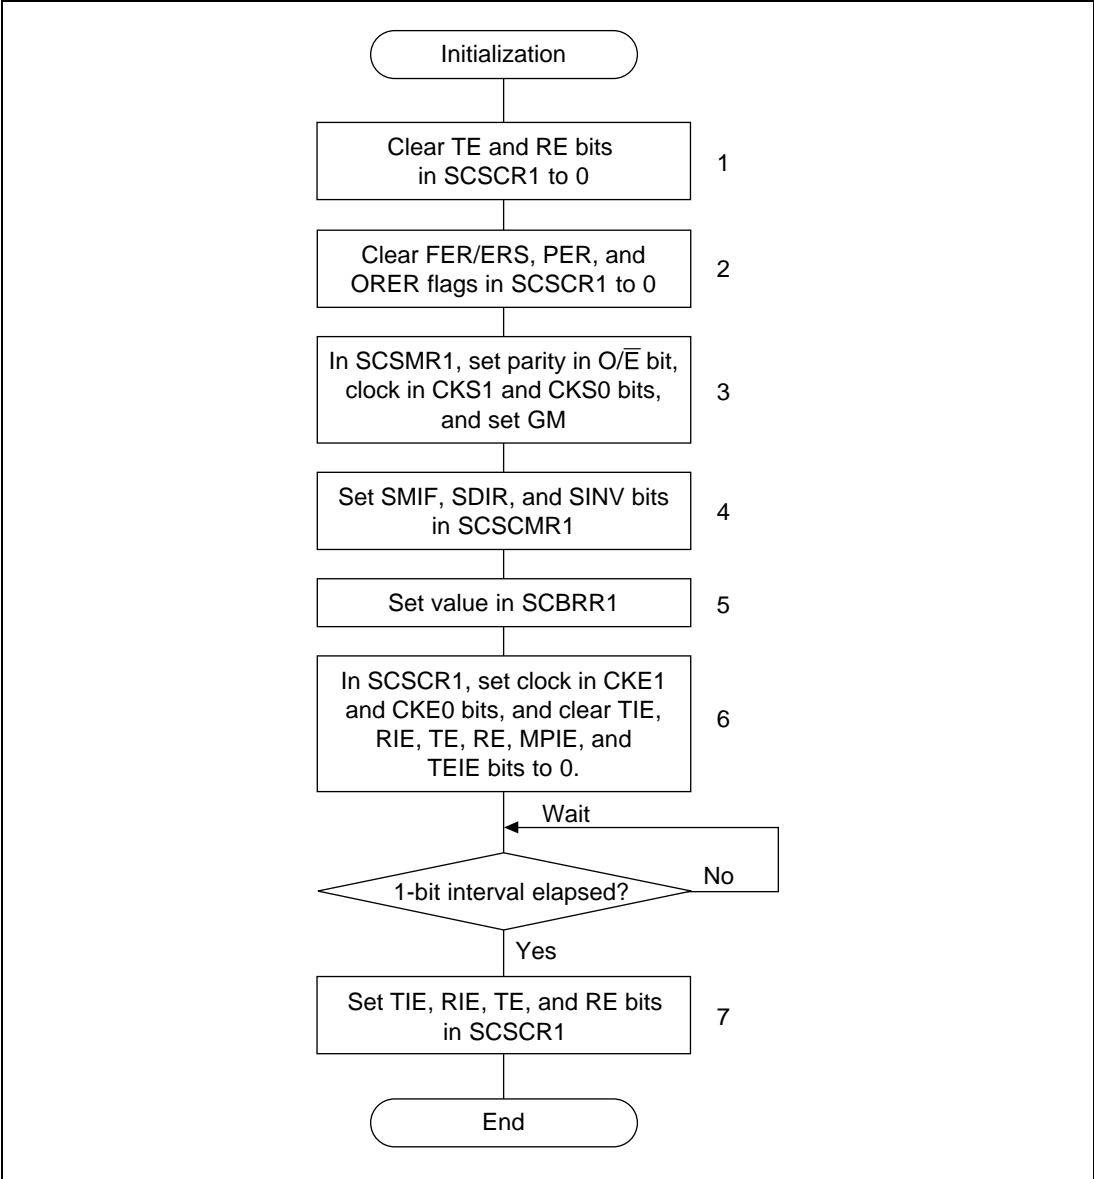 Initialization
Clear TE and RE bits
in SCSCR1 to 0
1
Clear FER/ERS, PER, and
ORER flags in SCSCR1 to 0
2
In SCSMR1, set parity in O/E̅ bit,
clock in CKS1 and CKS0 bits,
and set GM
3
Set SMIF, SDIR, and SINV bits
in SCSCMR1
4
Set value in SCBRR1
5
In SCSCR1, set clock in CKE1
and CKE0 bits, and clear TIE,
RIE, TE, RE, MPIE, and
TEIE bits to 0.
6
Wait
1-bit interval elapsed?
No
Yes
Set TIE, RIE, TE, and RE bits
in SCSCR1
7
End